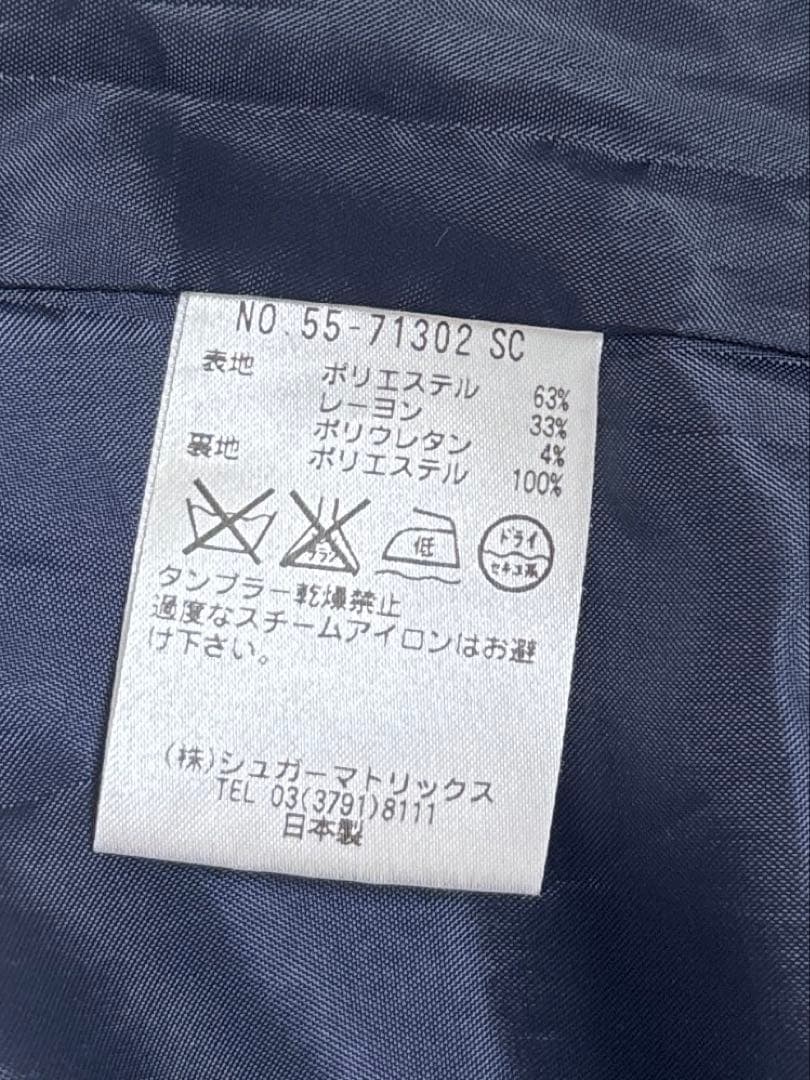 NO.55-71302 SC
表地 ポリエステル 63%
レーヨン 33%
ポリウレタン 4%
裏地 ポリエステル 100%
低 ドライ
セキユ系
タンブラー乾燥禁止
過度なスチームアイロンはお避
け下さい。
(株)シュガーマトリックス
TEL 03(3791)8111
日本製